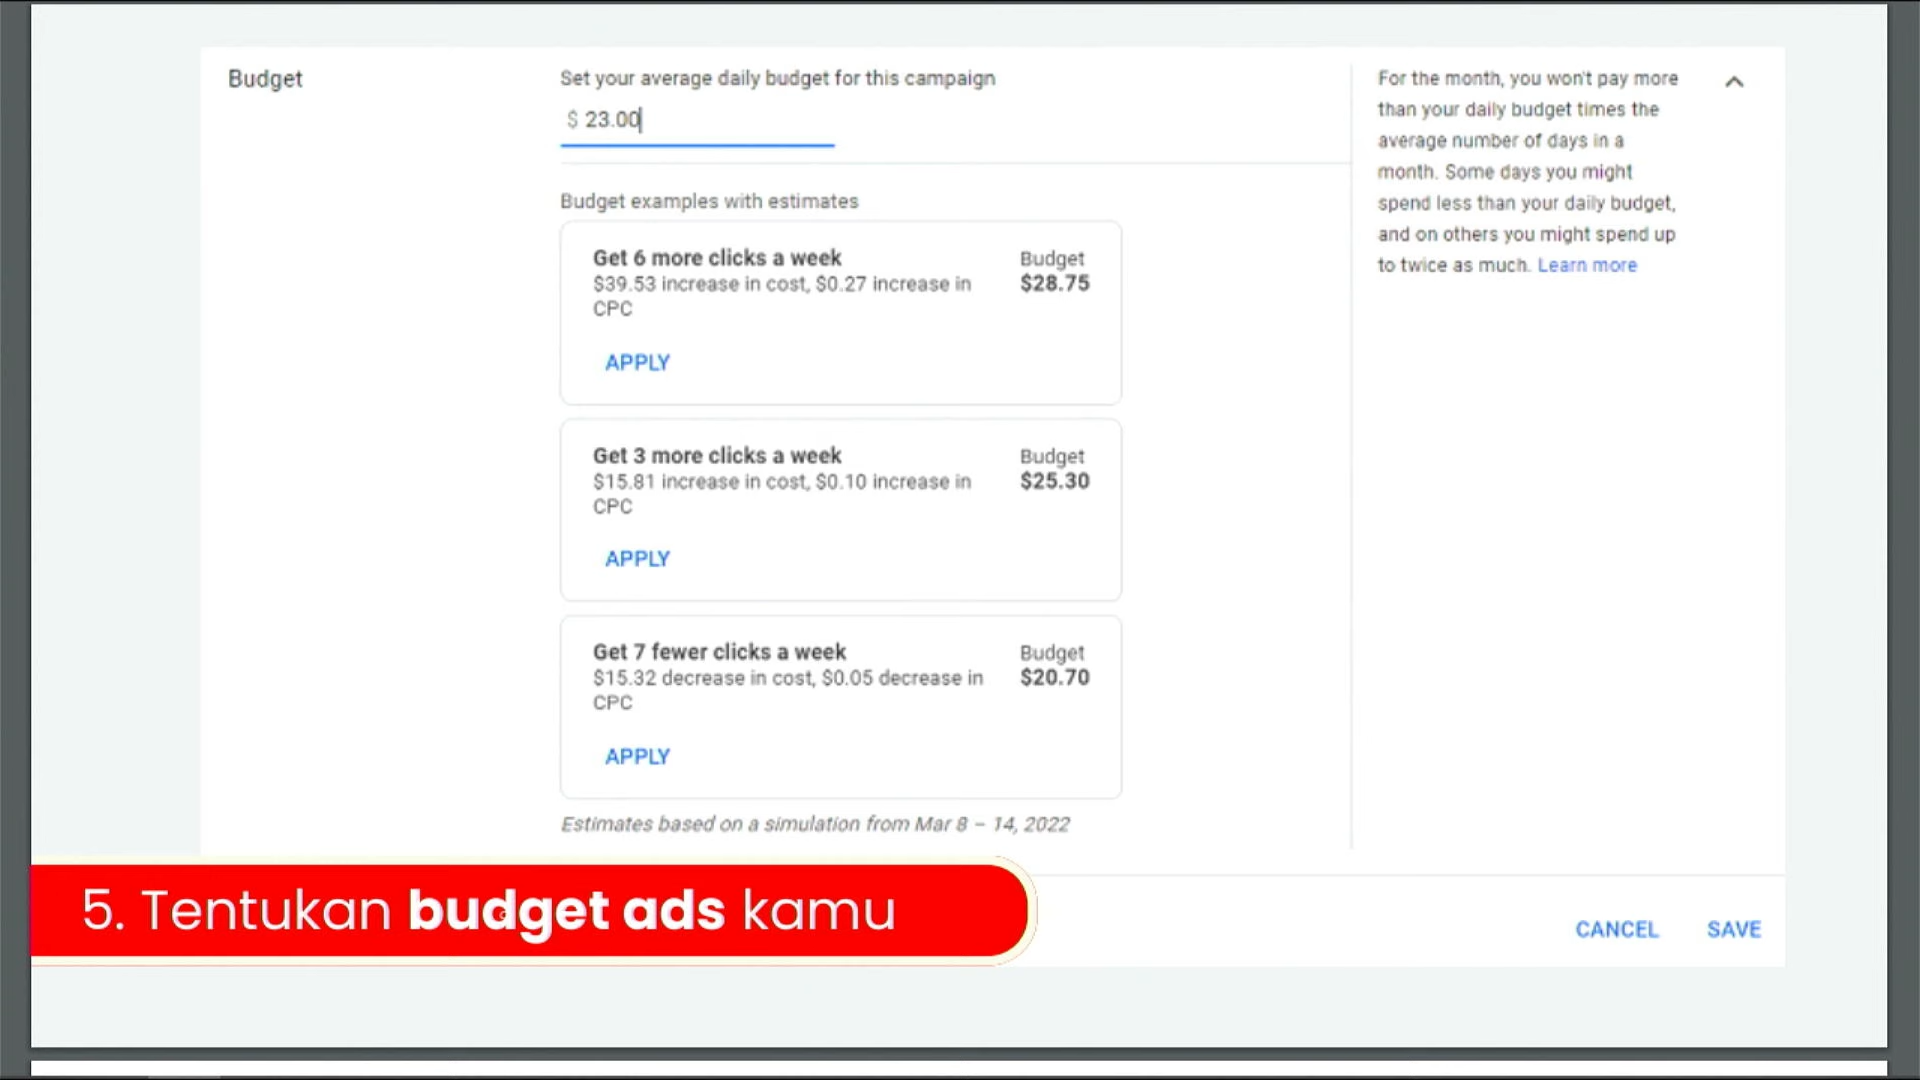 Budget
Set your average daily budget for this campaign
$ 23.00
Budget examples with estimates
Get 6 more clicks a week
$39.53 increase in cost, $0.27 increase in
CPC
Budget
$28.75
APPLY
Get 3 more clicks a week
$15.81 increase in cost, $0.10 increase in
CPC
Budget
$25.30
APPLY
Get 7 fewer clicks a week
$15.32 decrease in cost, $0.05 decrease in
CPC
Budget
$20.70
APPLY
Estimates based on a simulation from Mar 8 – 14, 2022
For the month, you won't pay more
than your daily budget times the
average number of days in a
month. Some days you might
spend less than your daily budget,
and on others you might spend up
to twice as much. Learn more
5. Tentukan budget ads kamu
CANCEL
SAVE